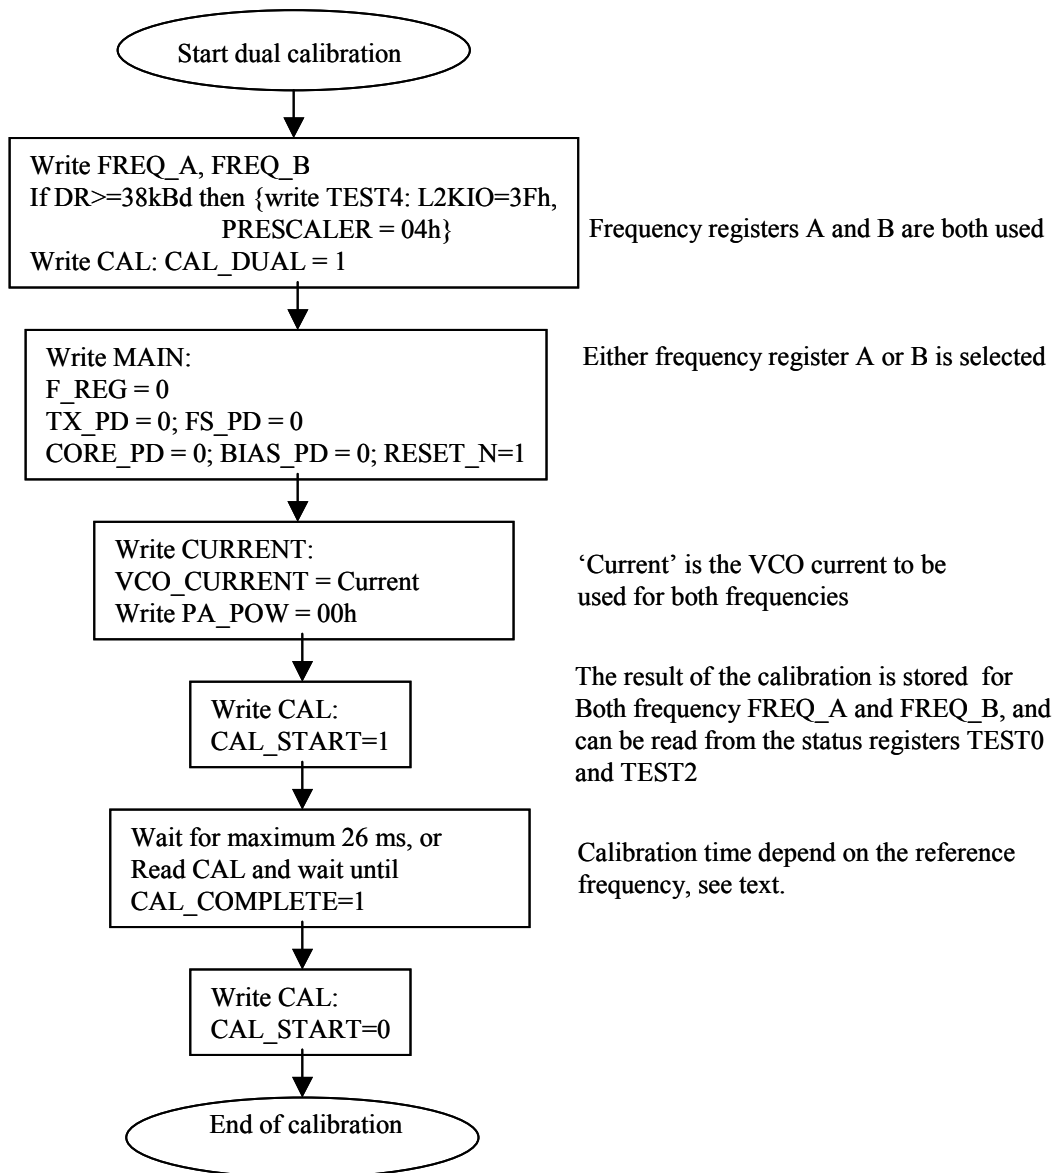 Start dual calibration
Write FREQ_A, FREQ_B
If DR>=38kBd then {write TEST4: L2KIO=3Fh,
PRESCALER = 04h}
Write CAL: CAL_DUAL = 1
Frequency registers A and B are both used
Write MAIN:
F_REG = 0
TX_PD = 0; FS_PD = 0
CORE_PD = 0; BIAS_PD = 0; RESET_N=1
Either frequency register A or B is selected
Write CURRENT:
VCO_CURRENT = Current
Write PA_POW = 00h
‘Current’ is the VCO current to be
used for both frequencies
Write CAL:
CAL_START=1
The result of the calibration is stored for
Both frequency FREQ_A and FREQ_B, and
can be read from the status registers TEST0
and TEST2
Wait for maximum 26 ms, or
Read CAL and wait until
CAL_COMPLETE=1
Calibration time depend on the reference
frequency, see text.
Write CAL:
CAL_START=0
End of calibration